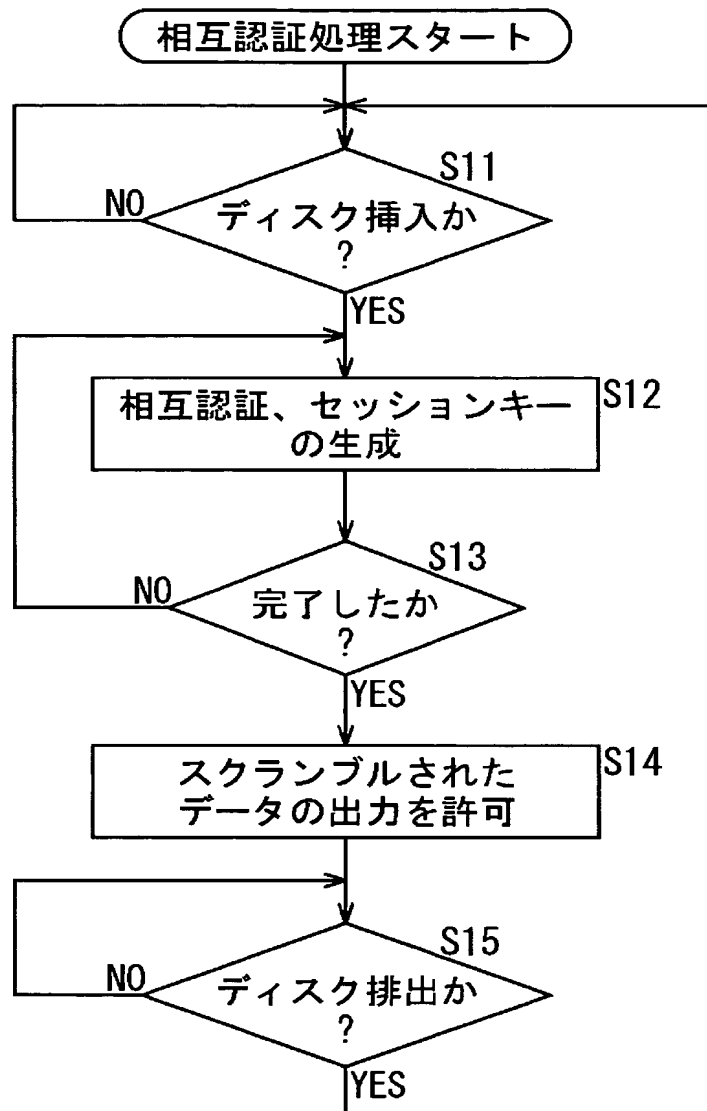 相互認証処理スタート
S11
NO
ディスク挿入か
?
YES
S12
相互認証、セッションキー
の生成
S13
NO
完了したか
?
YES
S14
スクランブルされた
データの出力を許可
S15
NO
ディスク排出か
?
YES